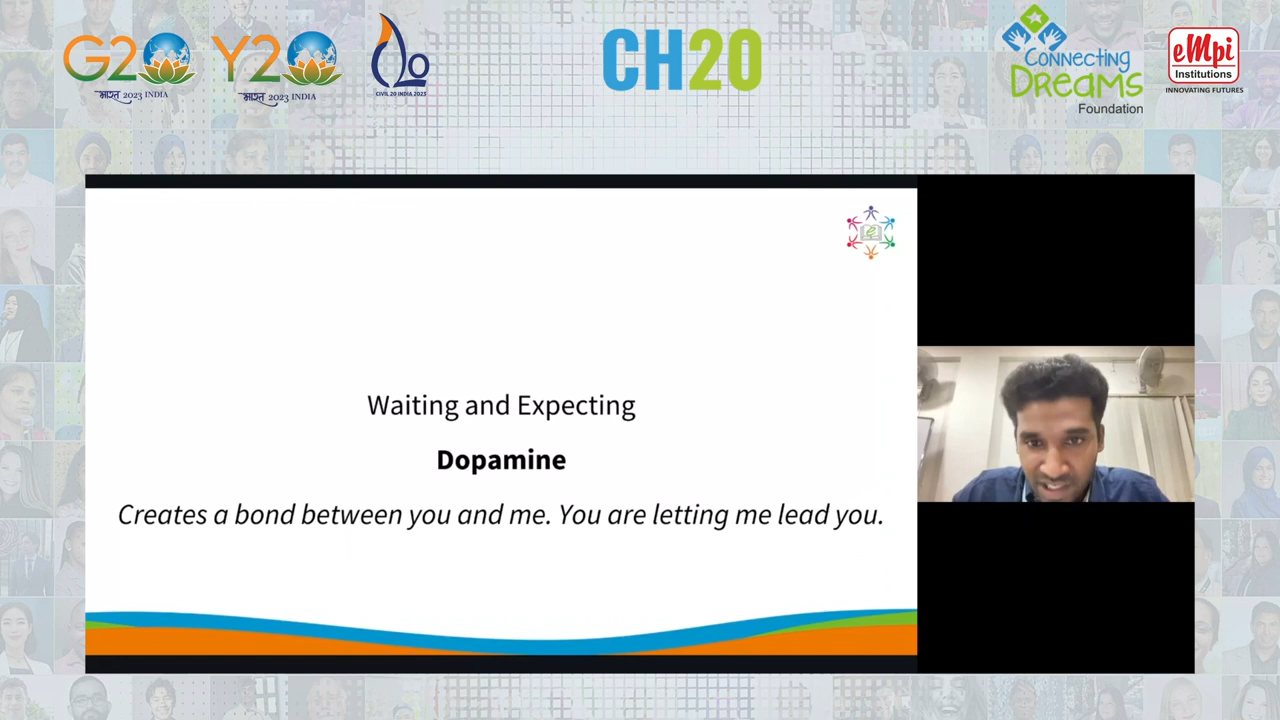 G20
भारत 2023 INDIA
Y20
भारत 2023 INDIA
C20
CIVIL 20 INDIA 2023
CH20
CONNECTING
DREAMS
Foundation
eMpi
Institutions
INNOVATING FUTURES
Waiting and Expecting
Dopamine
Creates a bond between you and me. You are letting me lead you.